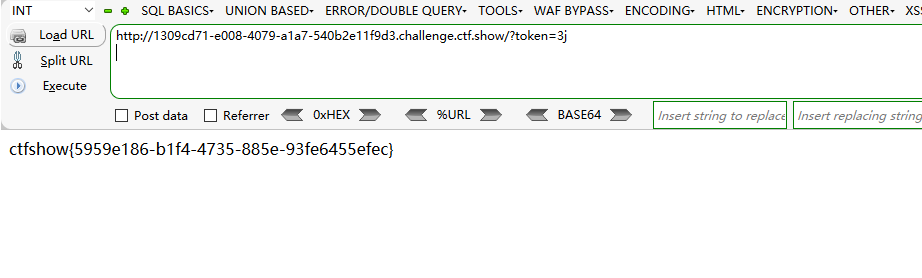 INT SQL BASICS UNION BASED ERROR/DOUBLE QUERY TOOLS WAF BYPASS ENCODING HTML ENCRYPTION OTHER XSS
Load URL
http://1309cd71-e008-4079-a1a7-540b2e11f9d3.challenge.ctf.show/?token=3j
Split URL
Execute
Post data Referrer 0xHEX %URL BASE64 Insert string to replace Insert replacing string
ctfshow{5959e186-b1f4-4735-885e-93fe6455efec}